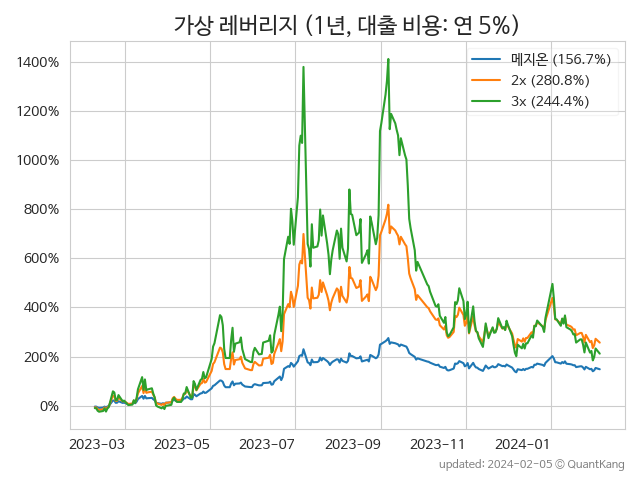 가상 레버리지 (1년, 대출 비용: 연 5%)
1400%
1200%
1000%
800%
600%
400%
200%
0%
메지온 (156.7%)
2x (280.8%)
3x (244.4%)
2023-03
2023-05
2023-07
2023-09
2023-11
2024-01
updated: 2024-02-05 © QuantKang